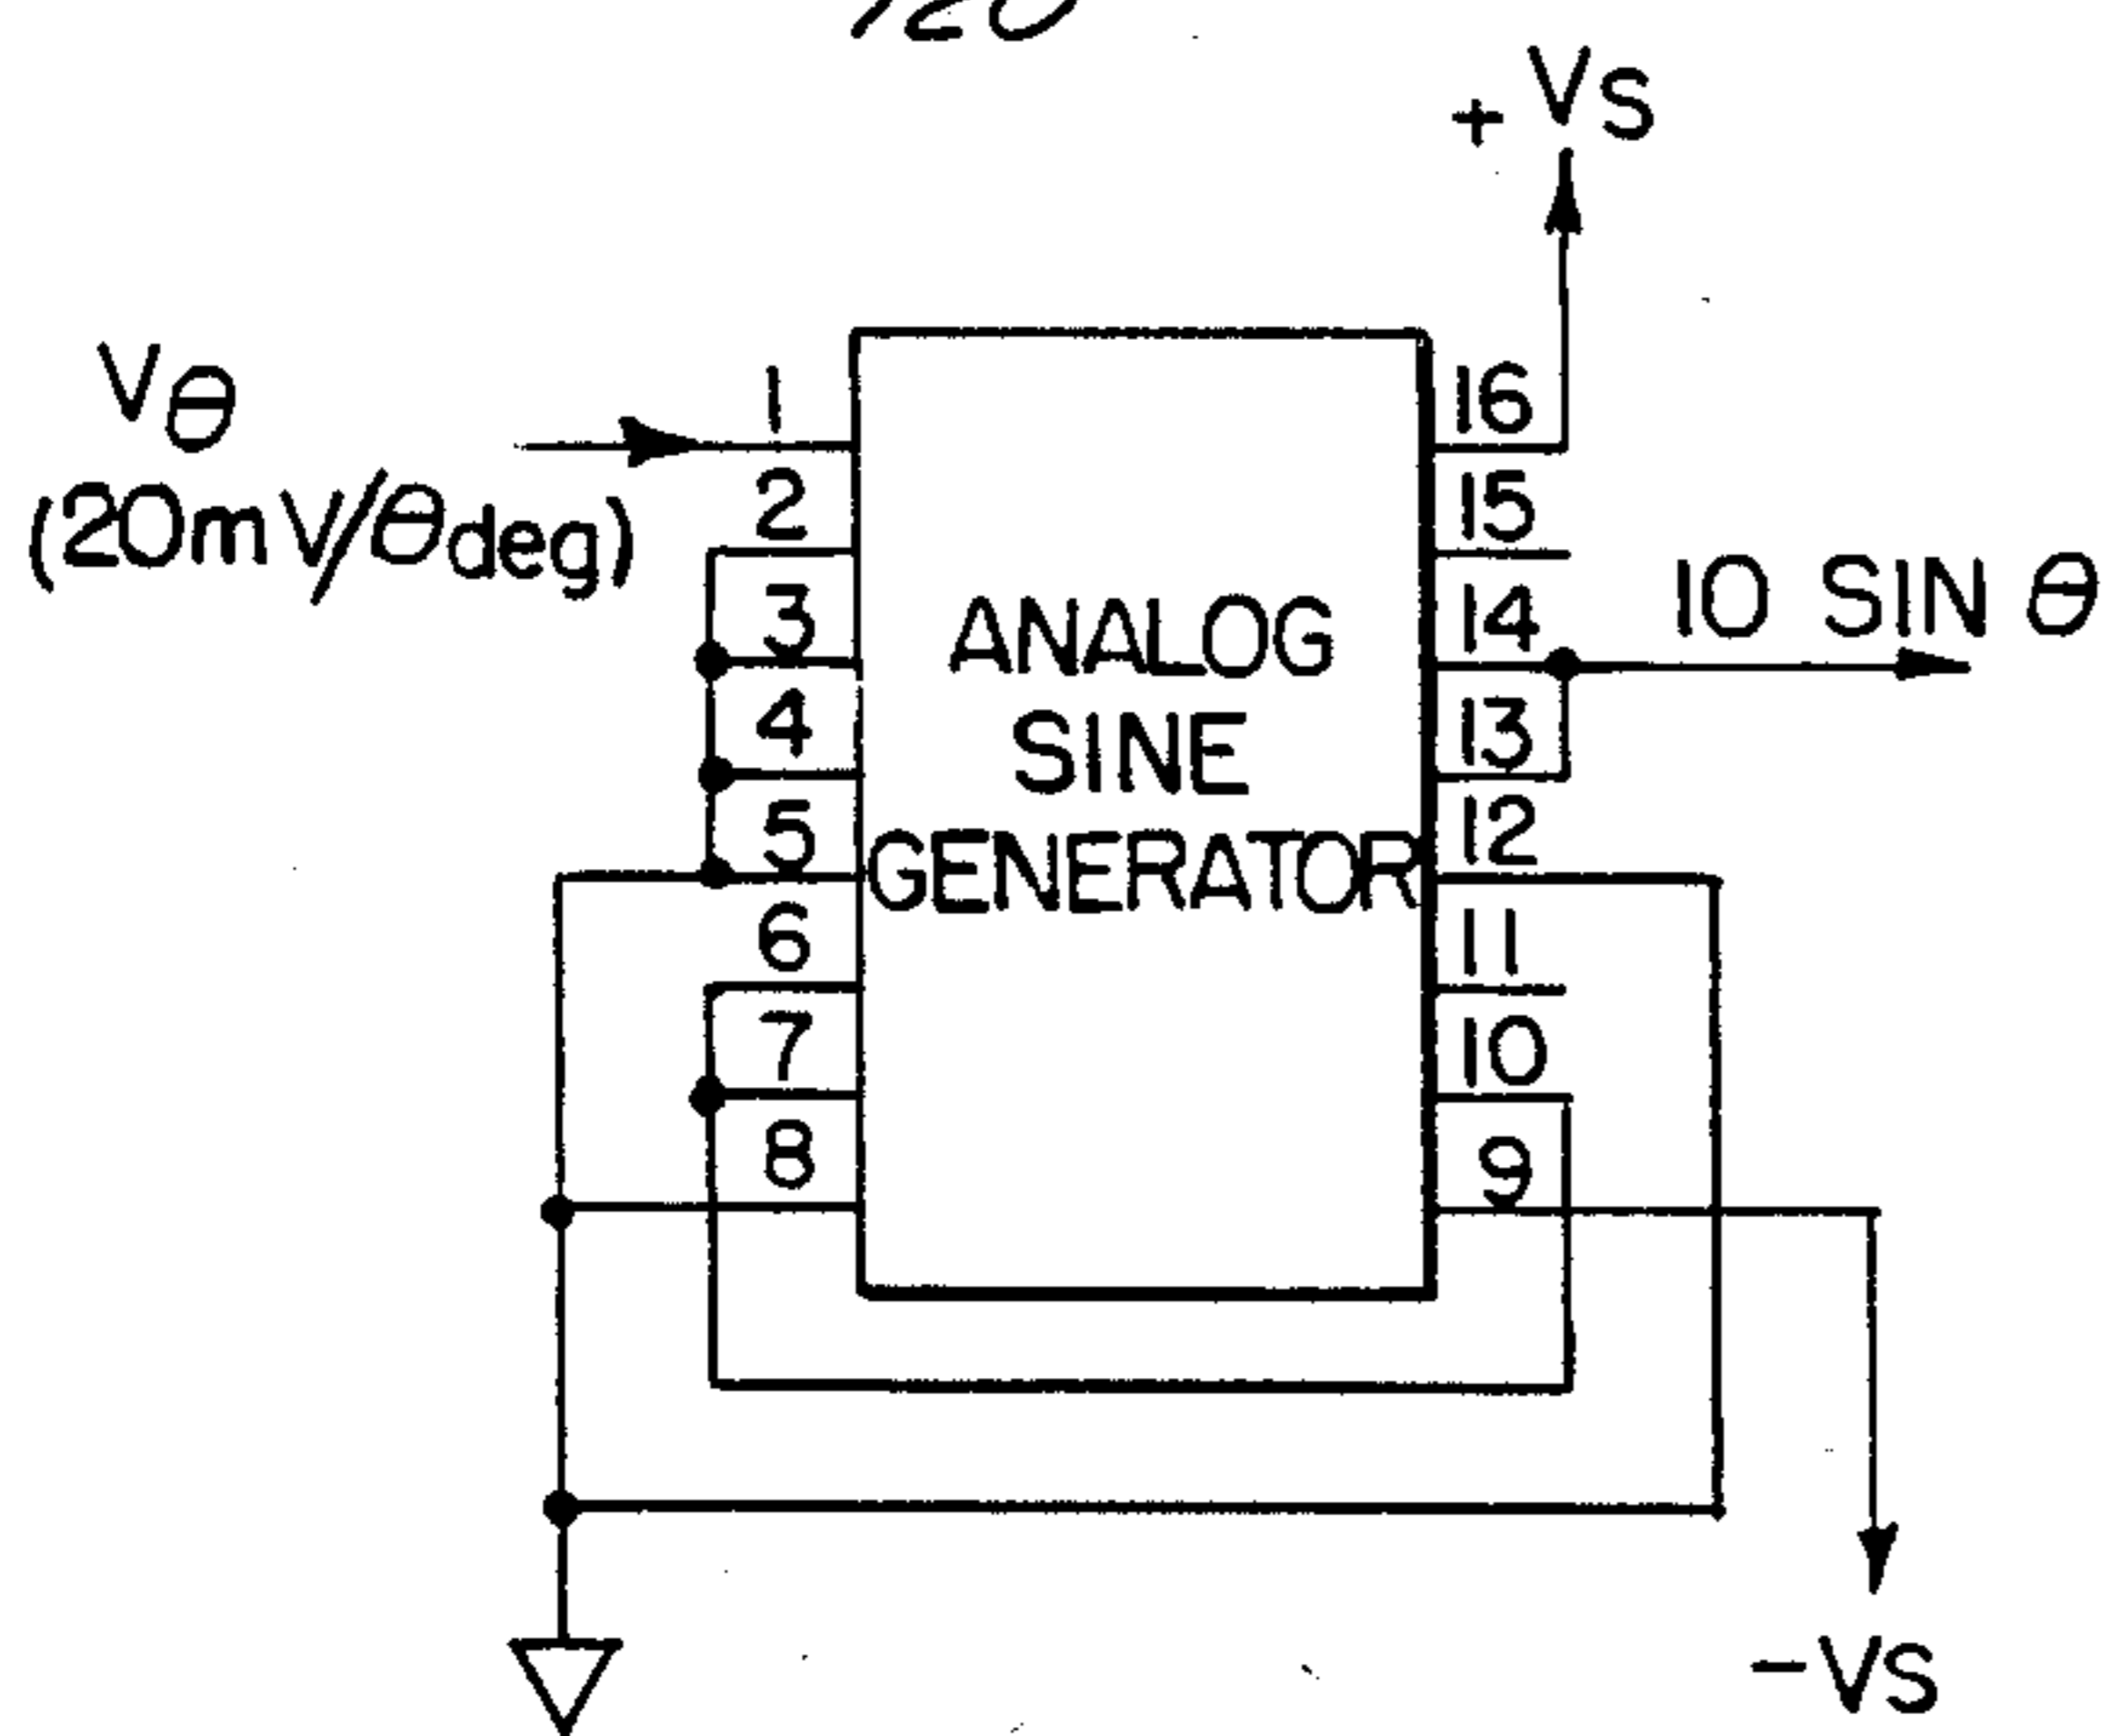 120
+VS
Vθ
(20mV/θdeg)
1
2
3
4
5
6
7
8
ANALOG
SINE
GENERATOR
16
15
14
13
12
11
10
9
10 SIN θ
-VS